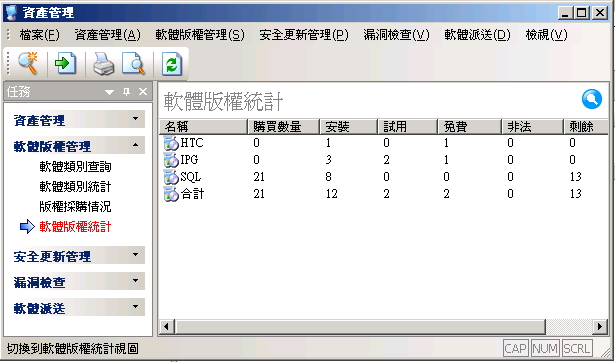 資產管理
檔案(F) 資產管理(A) 軟體版權管理(S) 安全更新管理(P) 漏洞檢查(V) 軟體派送(D) 檢視(V)
任務
資產管理
軟體版權管理
軟體類別查詢
軟體類別統計
版權採購情況
軟體版權統計
安全更新管理
漏洞檢查
軟體派送
軟體版權統計
名稱 購買數量 安裝 試用 免費 非法 剩餘
HTC 0 1 0 1 0 0
IPG 0 3 2 1 0 0
SQL 21 8 0 0 0 13
合計 21 12 2 2 0 13
切換到軟體版權統計視圖 CAP NUM SCRL